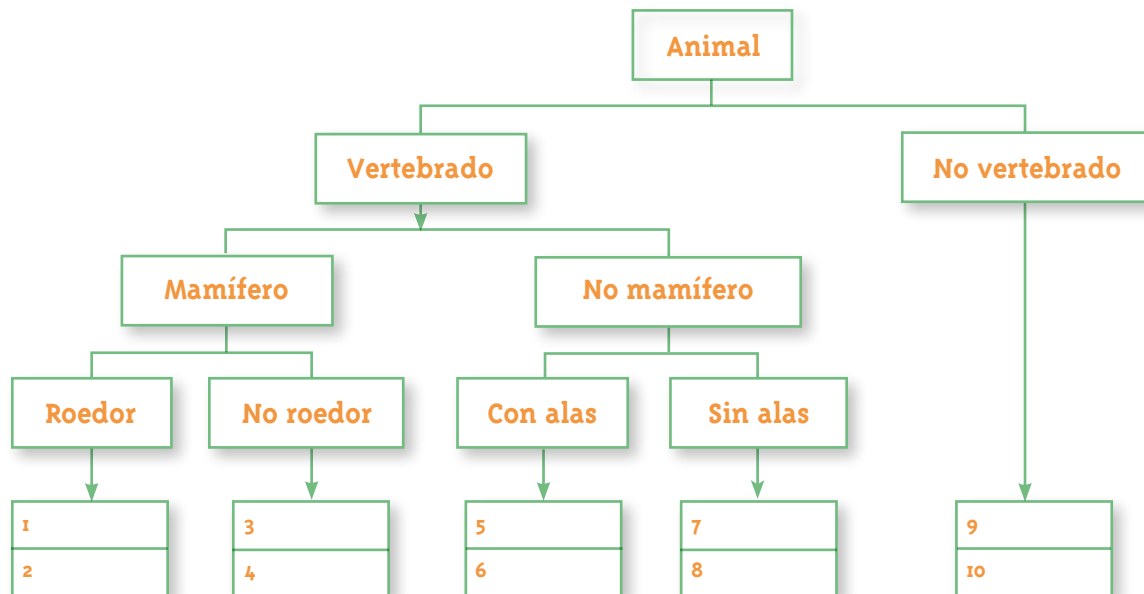 Animal
Vertebrado
No vertebrado
Mamífero
No mamífero
Roedor
No roedor
Con alas
Sin alas
1
3
5
7
9
2
4
6
8
10